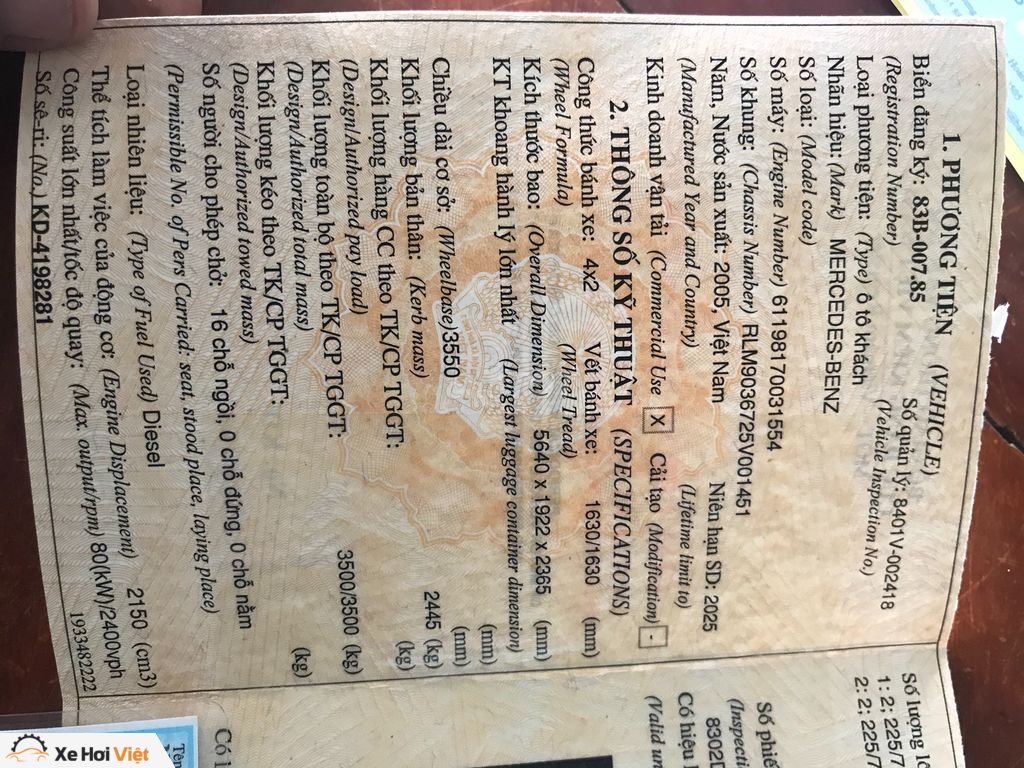 1. PHƯƠNG TIỆN (VEHICLE)
Biển đăng ký: 83B-007.85 Số quản lý: 8401V-002418
(Registration Number) (Vehicle Inspection No.)
Loại phương tiện: (Type) ô tô khách
Nhãn hiệu: (Mark) MERCEDES-BENZ
Số loại: (Model code)
Số máy: (Engine Number) 61198170031554
Số khung: (Chassis Number) RLM9036725V001451
Năm, Nước sản xuất: 2005, Việt Nam Niên hạn SD: 2025
(Manufactured Year and Country) (Lifetime limit to)
Kinh doanh vận tải (Commercial Use X Cải tạo (Modification) -
2. THÔNG SỐ KỸ THUẬT (SPECIFICATIONS)
Công thức bánh xe: 4x2 Vết bánh xe: 1630/1630 (mm)
(Wheel Formula) (Wheel Tread)
Kích thước bao: (Overall Dimension) 5640 x 1922 x 2365 (mm)
KT khoang hành lý lớn nhất (Largest luggage container dimension)
(mm)
Chiều dài cơ sở: (Wheelbase)3550 (mm)
Khối lượng bản thân: (Kerb mass) 2445 (kg)
Khối lượng hàng CC theo TK/CP TGGT: (kg)
(Design/Authorized pay load)
Khối lượng toàn bộ theo TK/CP TGGT: 3500/3500 (kg)
(Design/Authorized total mass)
Khối lượng kéo theo TK/CP TGGT: (kg)
(Design/Authorized towed mass)
Số người cho phép chở: 16 chỗ ngồi, 0 chỗ đứng, 0 chỗ nằm
(Permissible No. of Pers Carried: seat, stood place, laying place)
Loại nhiên liệu: (Type of Fuel Used) Diesel
Thể tích làm việc của động cơ: (Engine Displacement) 2150 (cm3)
Công suất lớn nhất/tốc độ quay: (Max. output/rpm) 80(kW)/2400vph
Số sê-ri: (No.) KD-4198281 1933482222
Số lượng
1: 2; 225/7
2: 2; 225/7
Số phiế
(Inspecti
8302D
Có hiệu
(Valid un
Có
Tên
Xe Hơi Việt